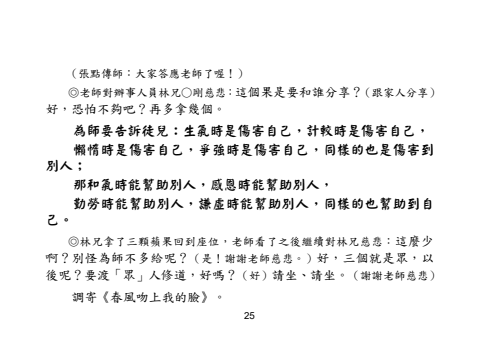 （張點傳師：大家答應老師了喔！）
◎老師對辦事人員林兄○剛慈悲：這個果是要和誰分享？（跟家人分享）
好，恐怕不夠吧？再多拿幾個。
為師要告訴徒兒：生氣時是傷害自己，計較時是傷害自己，
懶惰時是傷害自己，爭強時是傷害自己，同樣的也是傷害到
別人；
那和氣時能幫助別人，感恩時能幫助別人，
勤勞時能幫助別人，謙虛時能幫助別人，同樣的也幫助到自
己。
◎林兄拿了三顆蘋果回到座位，老師看了之後繼續對林兄慈悲：這麼少
啊？別怪為師不多給呢？（是！謝謝老師慈悲。）好，三個就是眾，以
後呢？要渡「眾」人修道，好嗎？（好）請坐、請坐。（謝謝老師慈悲）
調寄《春風吻上我的臉》。
25